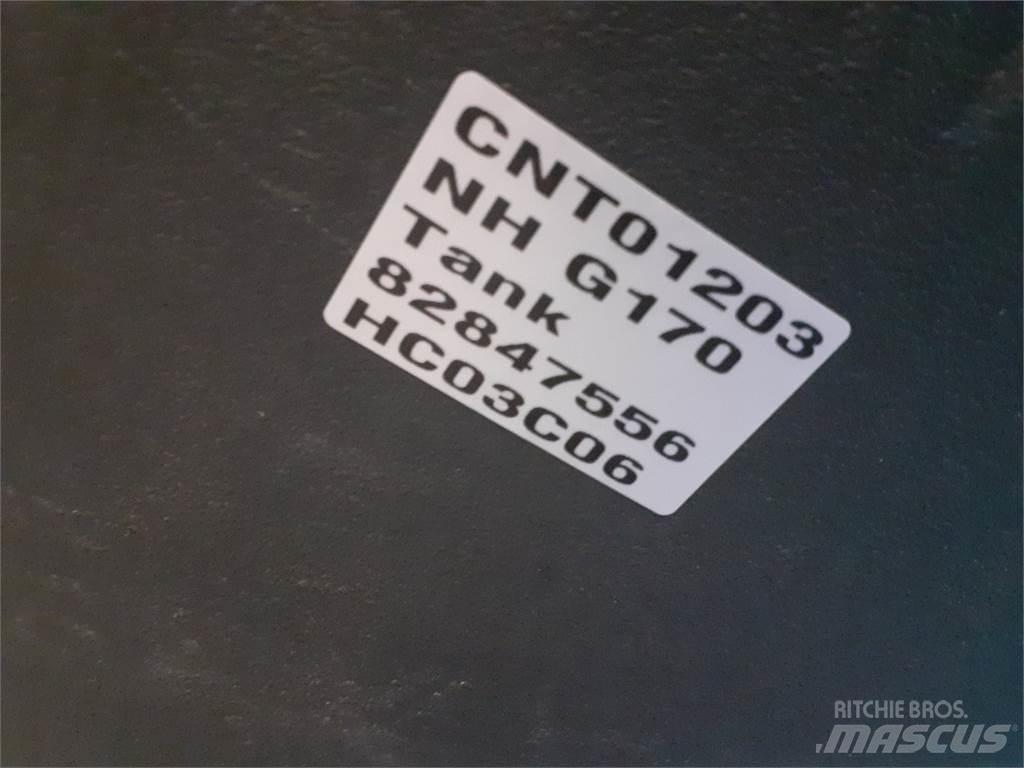 CNT01203
NH G170
Tank
82847556
HC03C06
RITCHIE BROS.
MASCUS